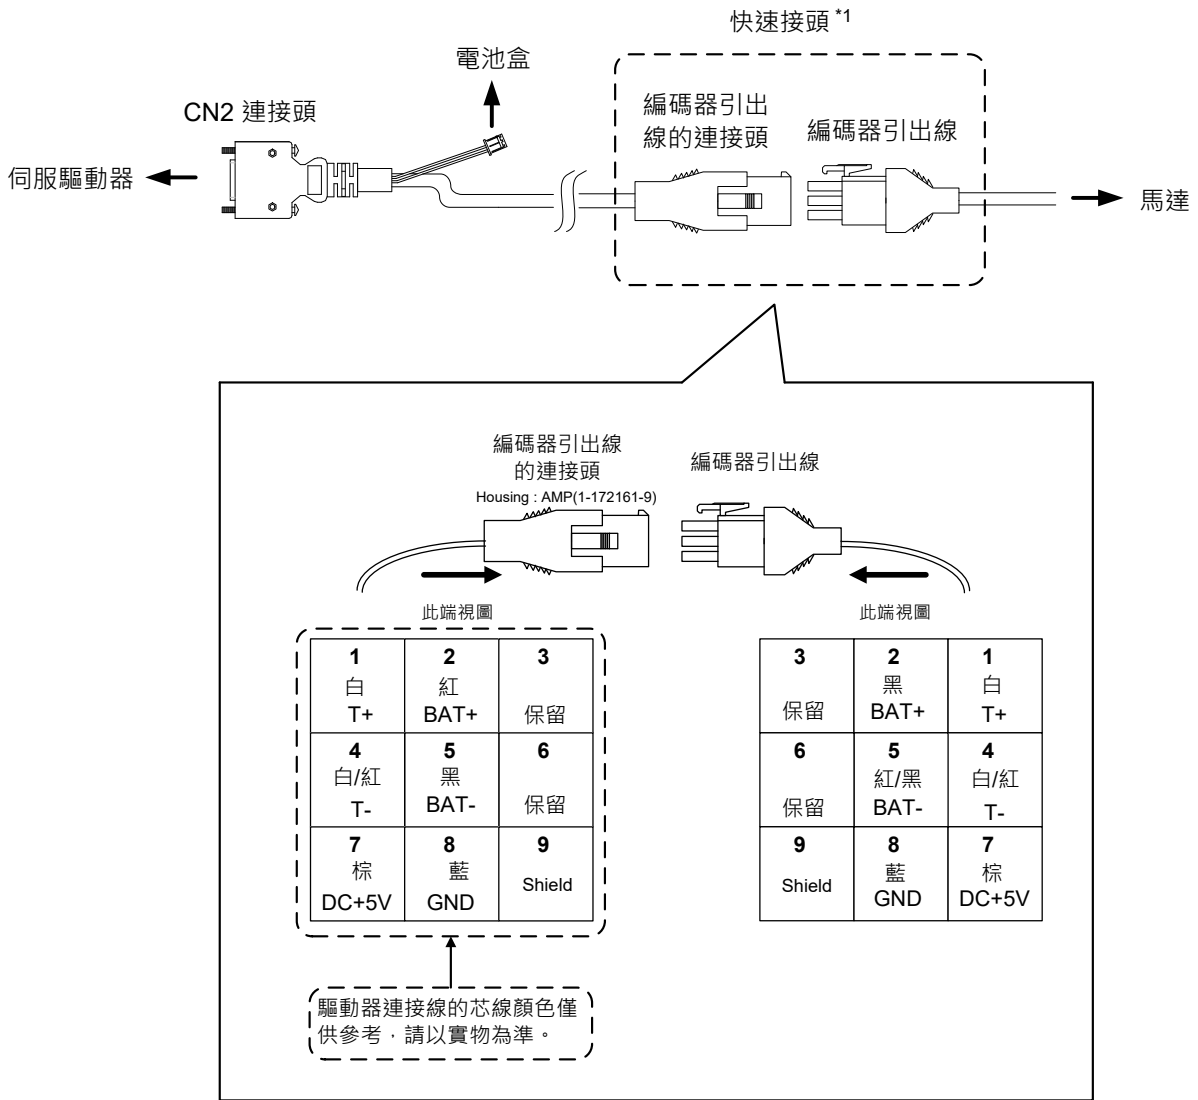 快速接頭 *1
電池盒
CN2 連接頭
編碼器引出
線的連接頭
編碼器引出線
伺服驅動器
馬達
編碼器引出線
的連接頭
Housing : AMP(1-172161-9)
編碼器引出線
此端視圖
此端視圖
1 2 3
白 紅
T+ BAT+ 保留
4 5 6
白/紅 黑
T- BAT- 保留
7 8 9
棕 藍 Shield
DC+5V GND
3 2 1
黑 白
保留 BAT+ T+
6 5 4
紅/黑 白/紅
保留 BAT- T-
9 8 7
Shield 藍 棕
GND DC+5V
驅動器連接線的芯線顏色僅
供參考，請以實物為準。